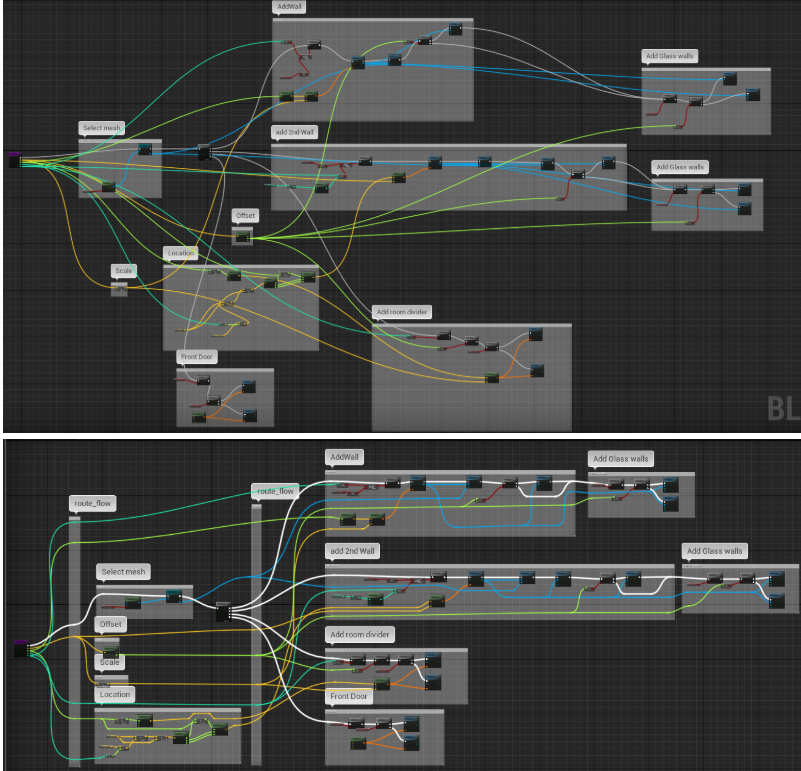 AddWall
Add Glass walls
Select mesh
add 2nd Wall
Add Glass walls
Offset
Location
Scale
Add room divider
Front Door
BL
AddWall
Add Glass walls
route_flow
route_flow
add 2nd Wall
Add Glass walls
Select mesh
Offset
Add room divider
Scale
Location
Front Door